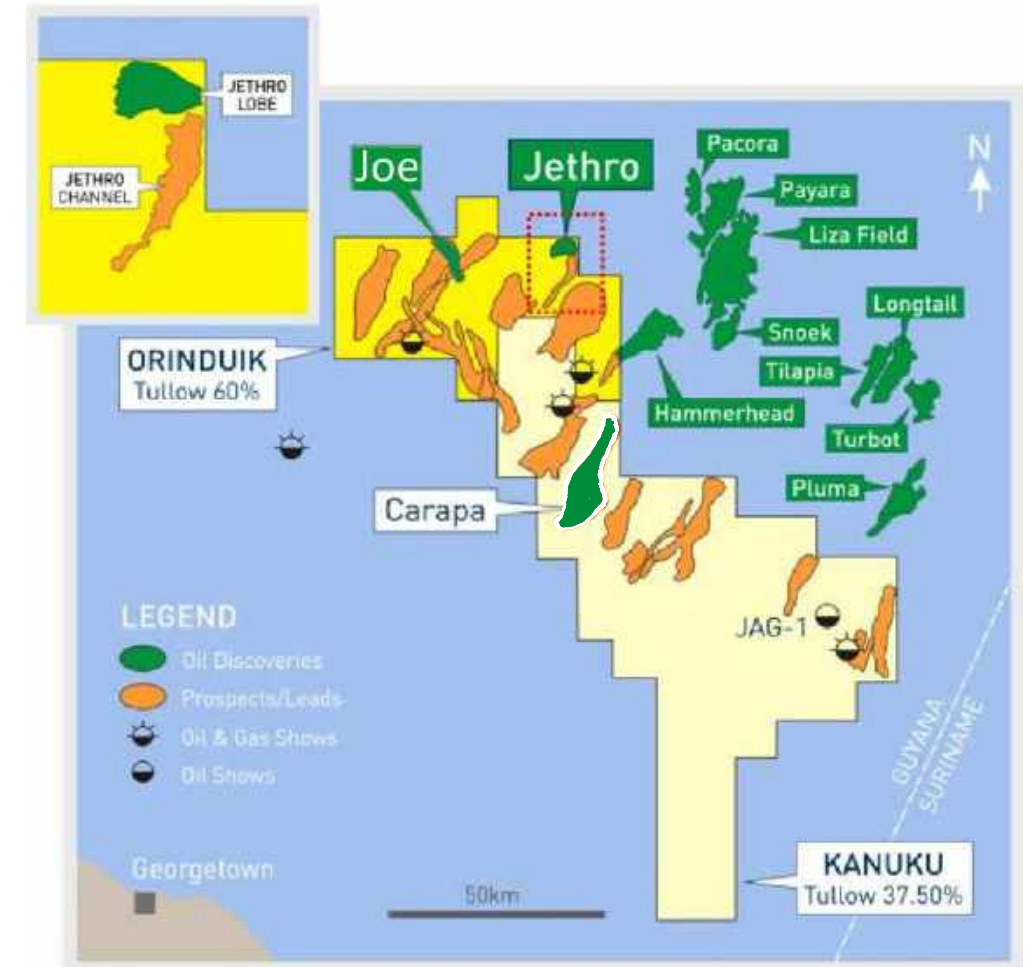 JETHRO
LOBE
JETHRO
CHANNEL
Joe
Jethro
Pacora
Payara
Liza Field
N
Snoek
Longtail
Tilapia
Turbot
Hammerhead
Pluma
ORINDUIK
Tullow 60%
Carapa
JAG-1
LEGEND
Oil Discoveries
Prospects/Leads
Oil & Gas Shows
Oil Shows
GUYANA
SURINAME
Georgetown
50km
KANUKU
Tullow 37.50%